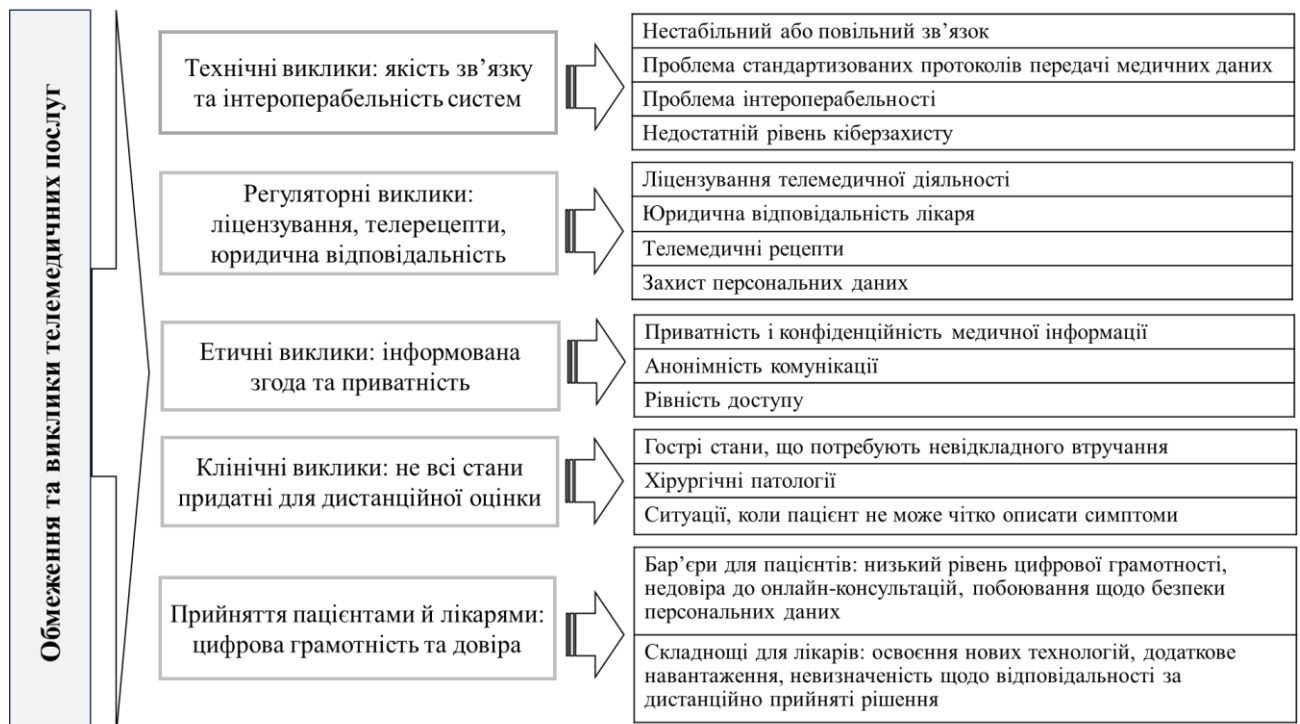 Обмеження та виклики телемедичних послуг
Технічні виклики: якість зв’язку
та інтероперабельність систем
Нестабільний або повільний зв’язок
Проблема стандартизованих протоколів передачі медичних даних
Проблема інтероперабельності
Недостатній рівень кіберзахисту
Регуляторні виклики:
ліцензування, телерецепти,
юридична відповідальність
Ліцензування телемедичної діяльності
Юридична відповідальність лікаря
Телемедичні рецепти
Захист персональних даних
Етичні виклики: інформована
згода та приватність
Приватність і конфіденційність медичної інформації
Анонімність комунікації
Рівність доступу
Клінічні виклики: не всі стани
придатні для дистанційної оцінки
Гострі стани, що потребують невідкладного втручання
Хірургічні патології
Ситуації, коли пацієнт не може чітко описати симптоми
Прийняття пацієнтами й лікарями:
цифрова грамотність та довіра
Бар’єри для пацієнтів: низький рівень цифрової грамотності,
недовіра до онлайн-консультацій, побоювання щодо безпеки
персональних даних
Складнощі для лікарів: освоєння нових технологій, додаткове
навантаження, невизначеність щодо відповідальності за
дистанційно прийняті рішення